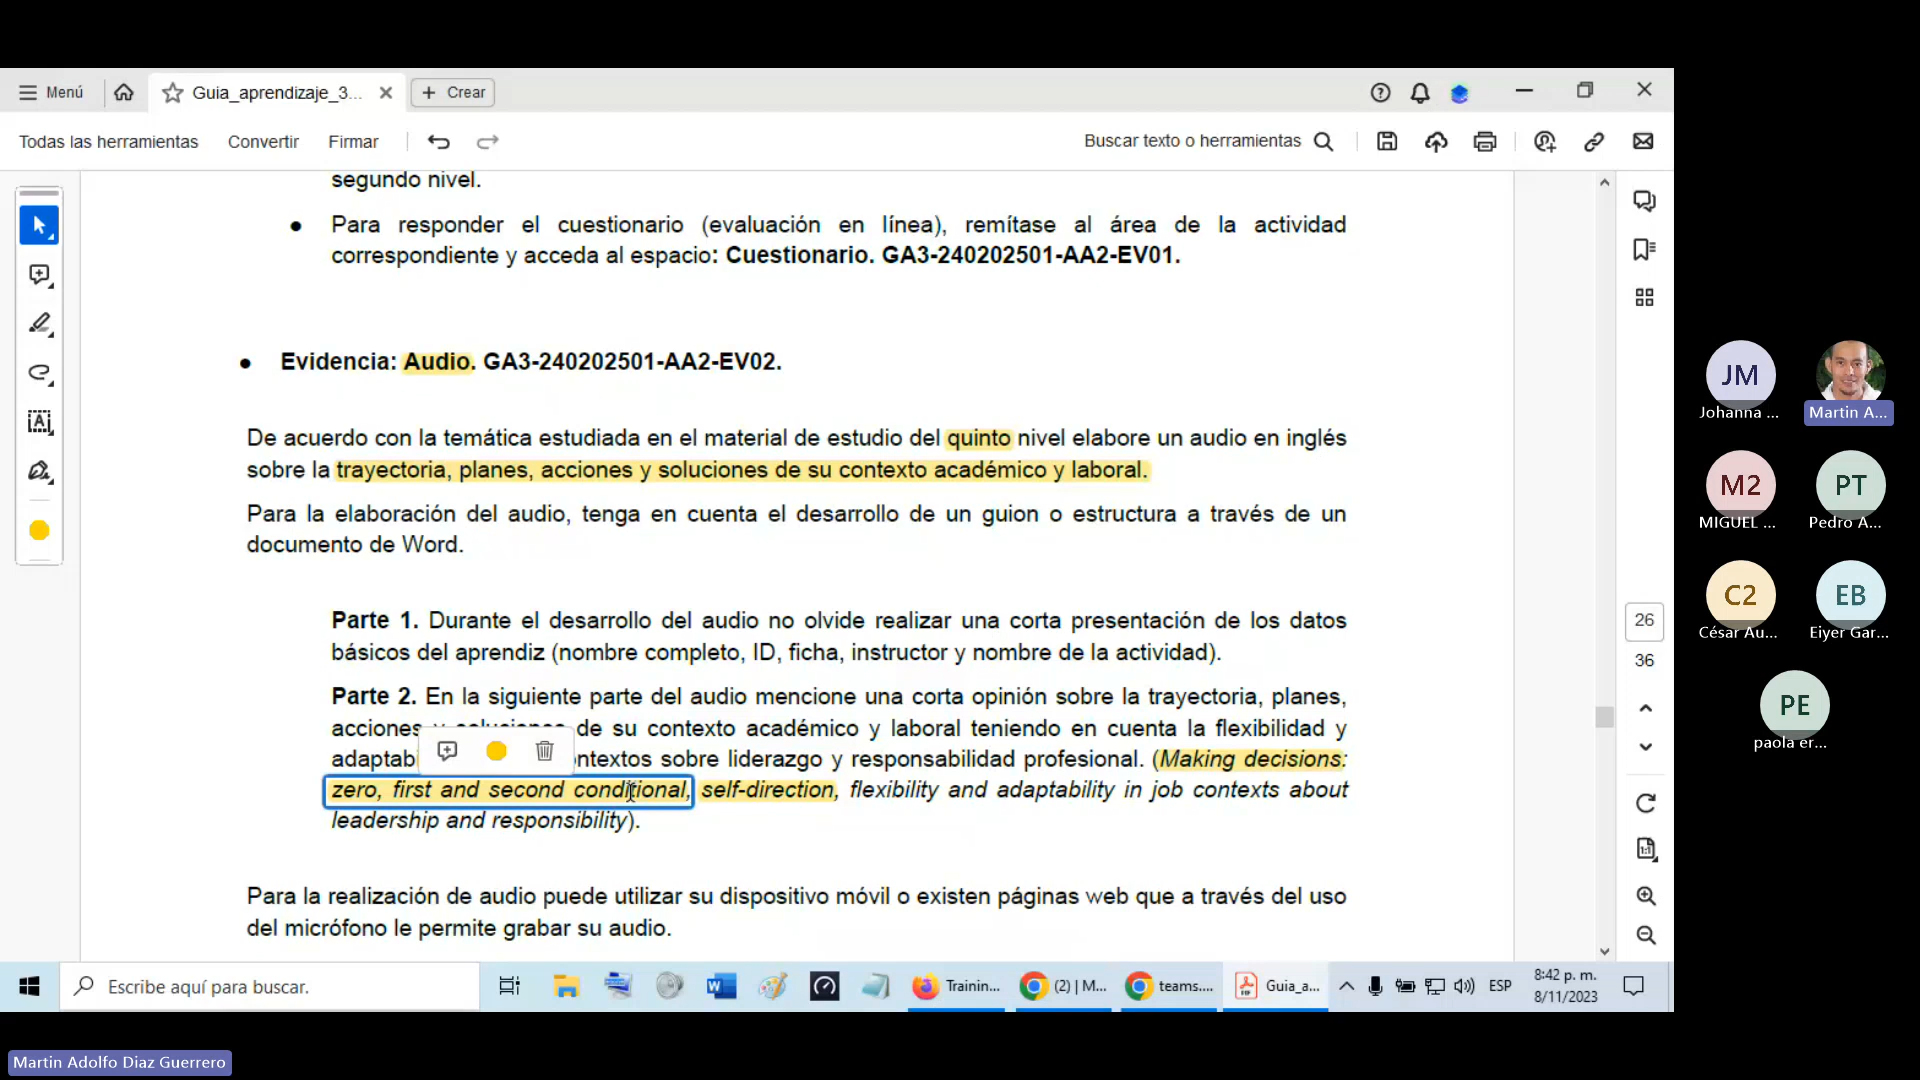 Menú
Guia_aprendizaje_3...
Crear
Todas las herramientas
Convertir
Firmar
Buscar texto o herramientas
segundo nivel.
● Para responder el cuestionario (evaluación en línea), remítase al área de la actividad
correspondiente y acceda al espacio: Cuestionario. GA3-240202501-AA2-EV01.
● Evidencia: Audio. GA3-240202501-AA2-EV02.
De acuerdo con la temática estudiada en el material de estudio del quinto nivel elabore un audio en inglés
sobre la trayectoria, planes, acciones y soluciones de su contexto académico y laboral.
Para la elaboración del audio, tenga en cuenta el desarrollo de un guion o estructura a través de un
documento de Word.
Parte 1. Durante el desarrollo del audio no olvide realizar una corta presentación de los datos
básicos del aprendiz (nombre completo, ID, ficha, instructor y nombre de la actividad).
Parte 2. En la siguiente parte del audio mencione una corta opinión sobre la trayectoria, planes,
acciones y soluciones de su contexto académico y laboral teniendo en cuenta la flexibilidad y
adaptabi ntextos sobre liderazgo y responsabilidad profesional. (Making decisions:
zero, first and second conditional, self-direction, flexibility and adaptability in job contexts about
leadership and responsibility).
Para la realización de audio puede utilizar su dispositivo móvil o existen páginas web que a través del uso
del micrófono le permite grabar su audio.
26
36
JM
Johanna ...
Martin A...
M2
MIGUEL ...
PT
Pedro A...
C2
César Au...
EB
Eiyer Gar...
PE
paola er...
Escribe aquí para buscar.
Trainin...
(2) | M...
teams....
Guia_a...
ESP
8:42 p. m.
8/11/2023
Martin Adolfo Diaz Guerrero